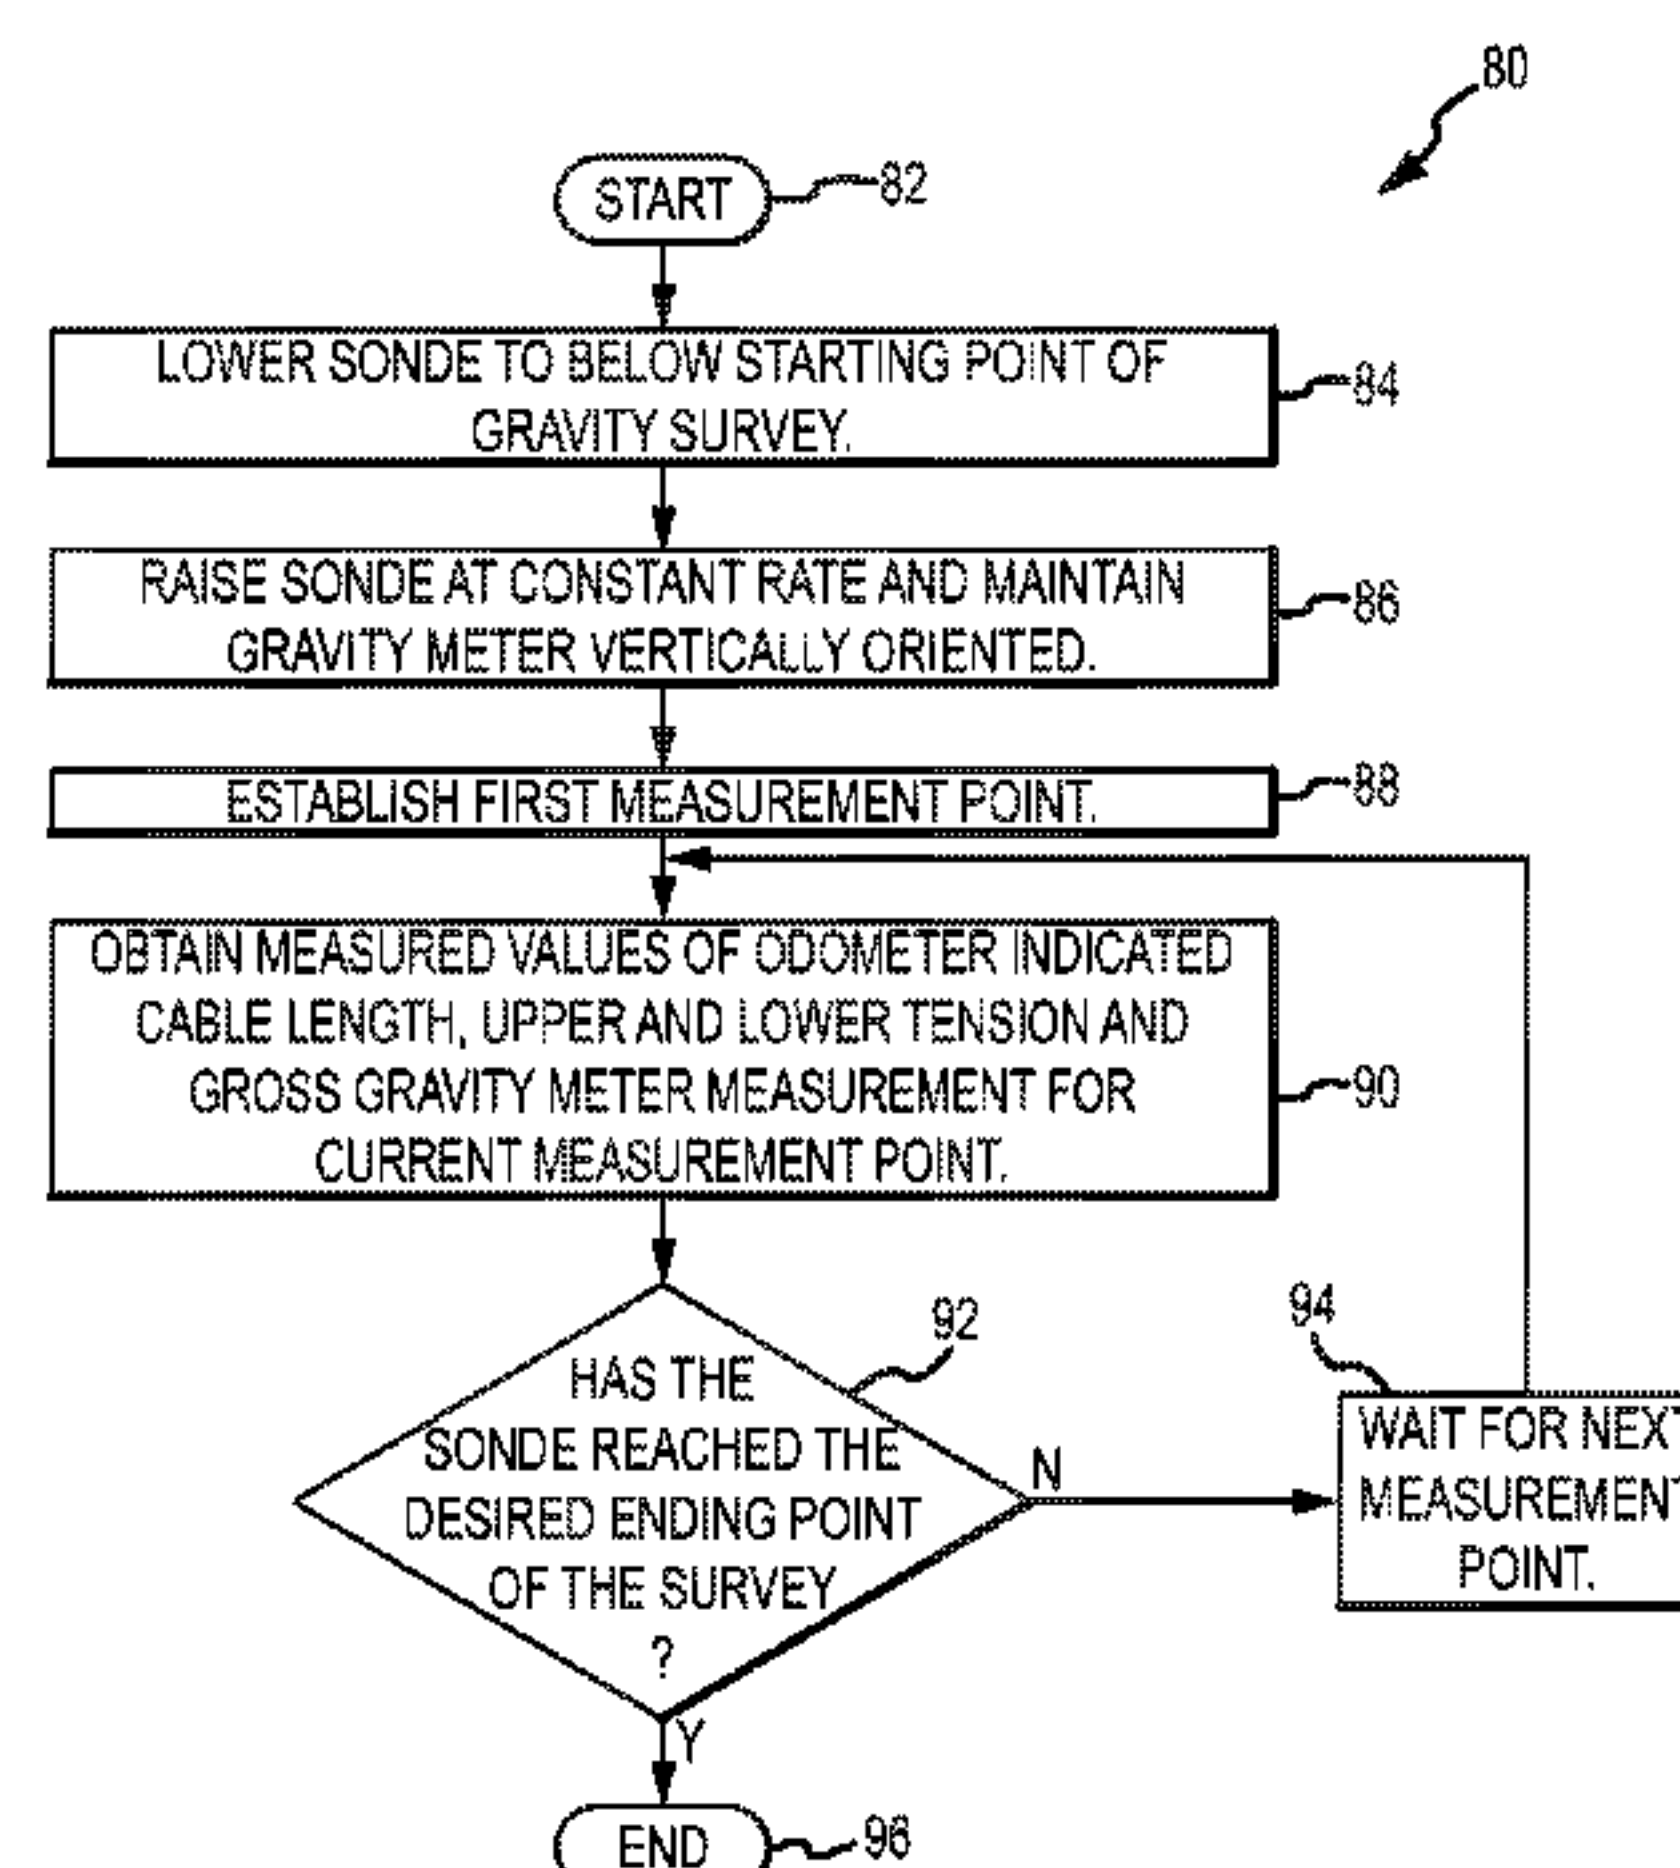 80
START
82
LOWER SONDE TO BELOW STARTING POINT OF
GRAVITY SURVEY.
84
RAISE SONDE AT CONSTANT RATE AND MAINTAIN
GRAVITY METER VERTICALLY ORIENTED.
86
ESTABLISH FIRST MEASUREMENT POINT.
88
OBTAIN MEASURED VALUES OF ODOMETER INDICATED
CABLE LENGTH, UPPER AND LOWER TENSION AND
GROSS GRAVITY METER MEASUREMENT FOR
CURRENT MEASUREMENT POINT.
90
HAS THE
SONDE REACHED THE
DESIRED ENDING POINT
OF THE SURVEY
?
92
N
94
WAIT FOR NEXT
MEASUREMENT
POINT.
Y
END
96